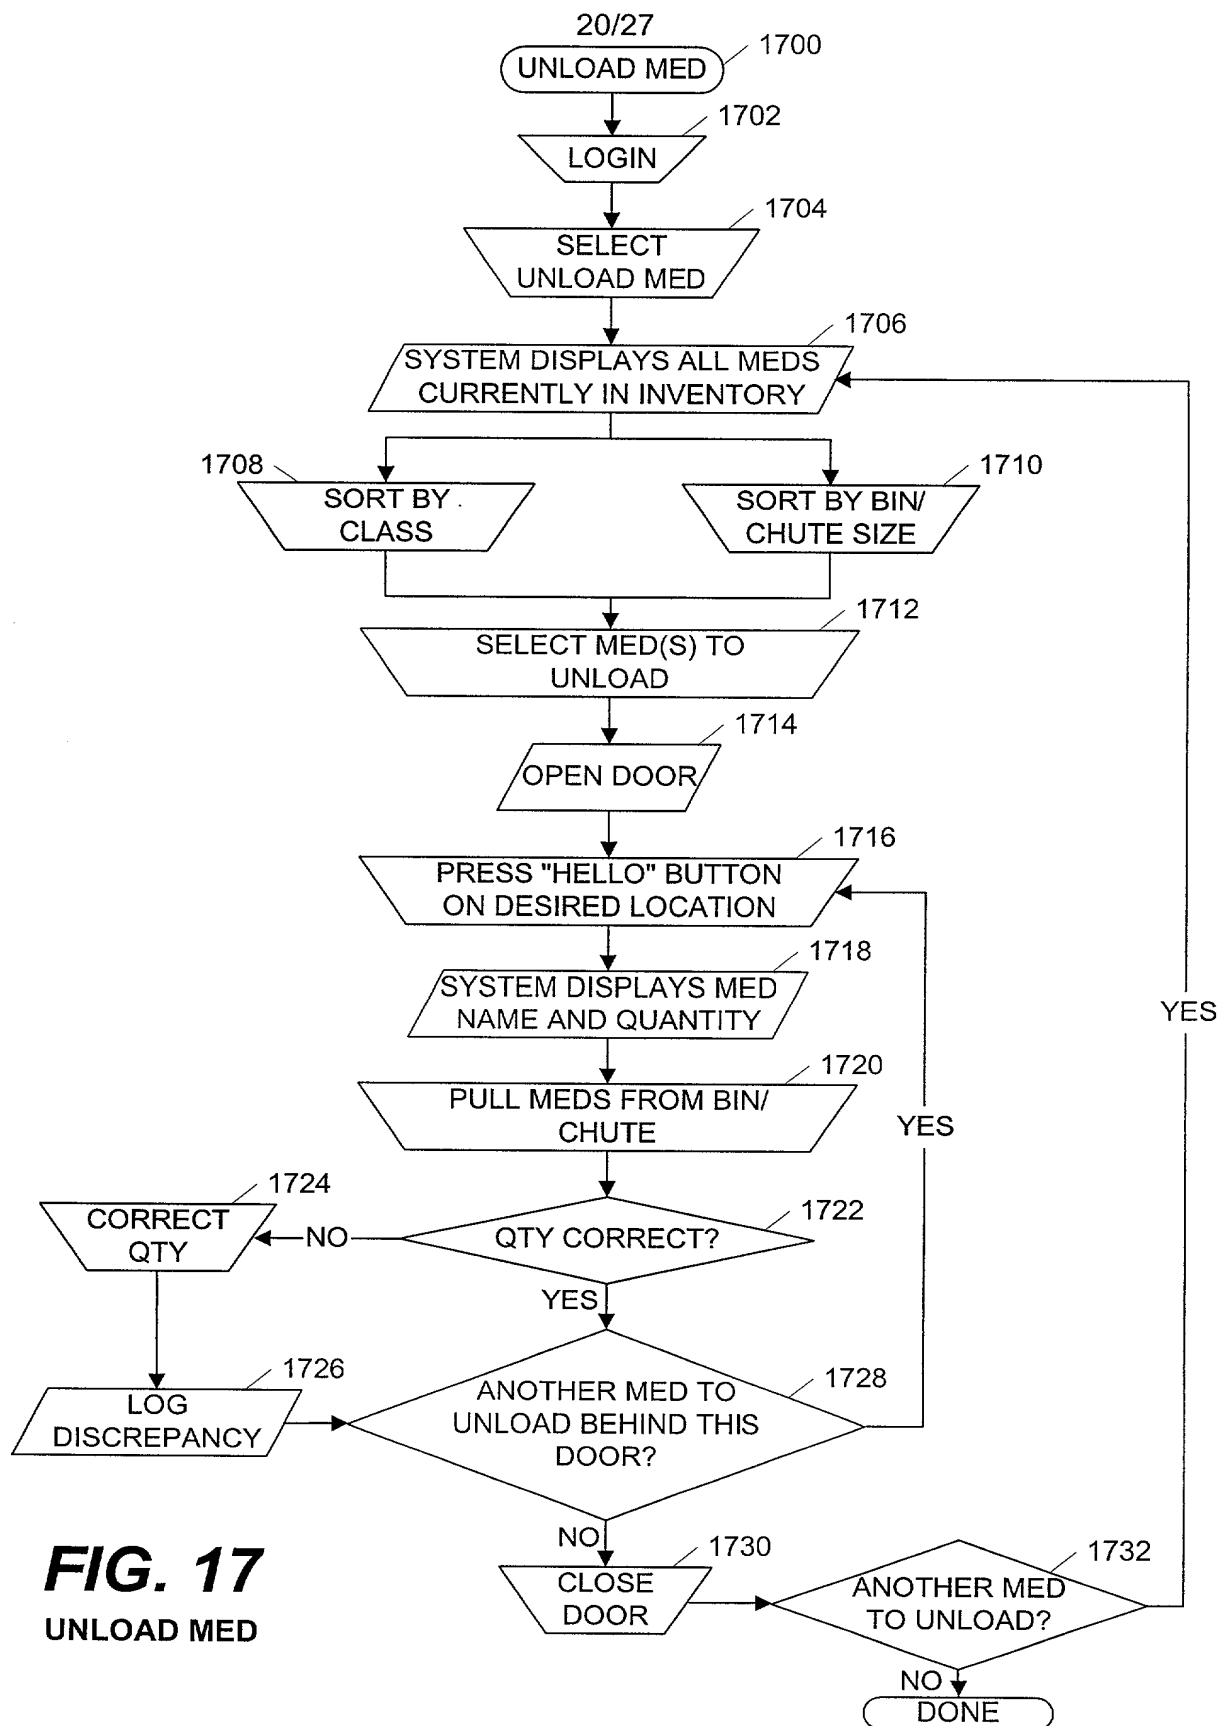 20/27
UNLOAD MED
1700
1702
LOGIN
1704
SELECT
UNLOAD MED
1706
SYSTEM DISPLAYS ALL MEDS
CURRENTLY IN INVENTORY
1708
SORT BY
CLASS
1710
SORT BY BIN/
CHUTE SIZE
1712
SELECT MED(S) TO
UNLOAD
1714
OPEN DOOR
1716
PRESS "HELLO" BUTTON
ON DESIRED LOCATION
1718
SYSTEM DISPLAYS MED
NAME AND QUANTITY
1720
PULL MEDS FROM BIN/
CHUTE
YES
YES
1722
QTY CORRECT?
NO
1724
CORRECT
QTY
YES
1726
LOG
DISCREPANCY
1728
ANOTHER MED TO
UNLOAD BEHIND THIS
DOOR?
NO
1730
CLOSE
DOOR
1732
ANOTHER MED
TO UNLOAD?
NO
DONE
FIG. 17
UNLOAD MED